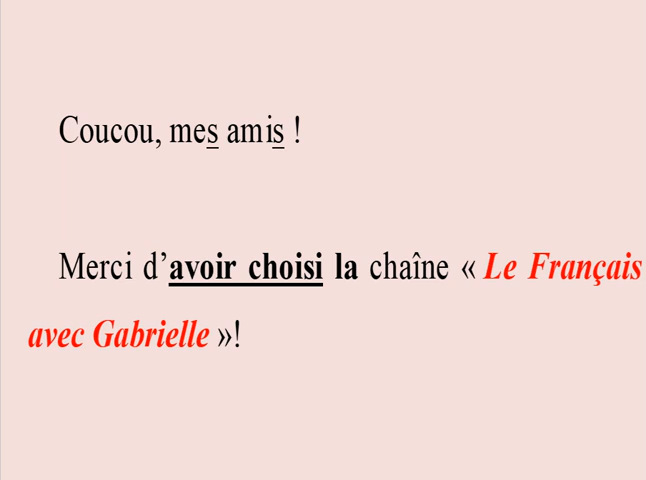 Coucou, mes amis !
Merci d’avoir choisi la chaîne « Le Français
avec Gabrielle »!